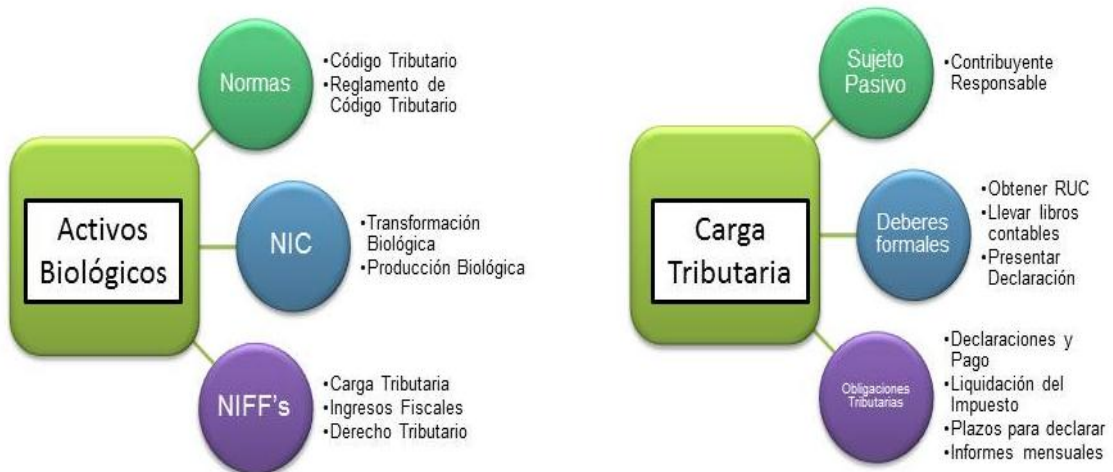 Activos
Biológicos
Normas
•Código Tributario
•Reglamento de
Código Tributario
NIC
•Transformación
Biológica
•Producción Biológica
NIFF's
•Carga Tributaria
•Ingresos Fiscales
•Derecho Tributario
Carga
Tributaria
Sujeto
Pasivo
•Contribuyente
Responsable
Deberes
formales
•Obtener RUC
•Llevar libros
contables
•Presentar
Declaración
Obligaciones
Tributarias
•Declaraciones y
Pago
•Liquidación del
Impuesto
•Plazos para declarar
•Informes mensuales